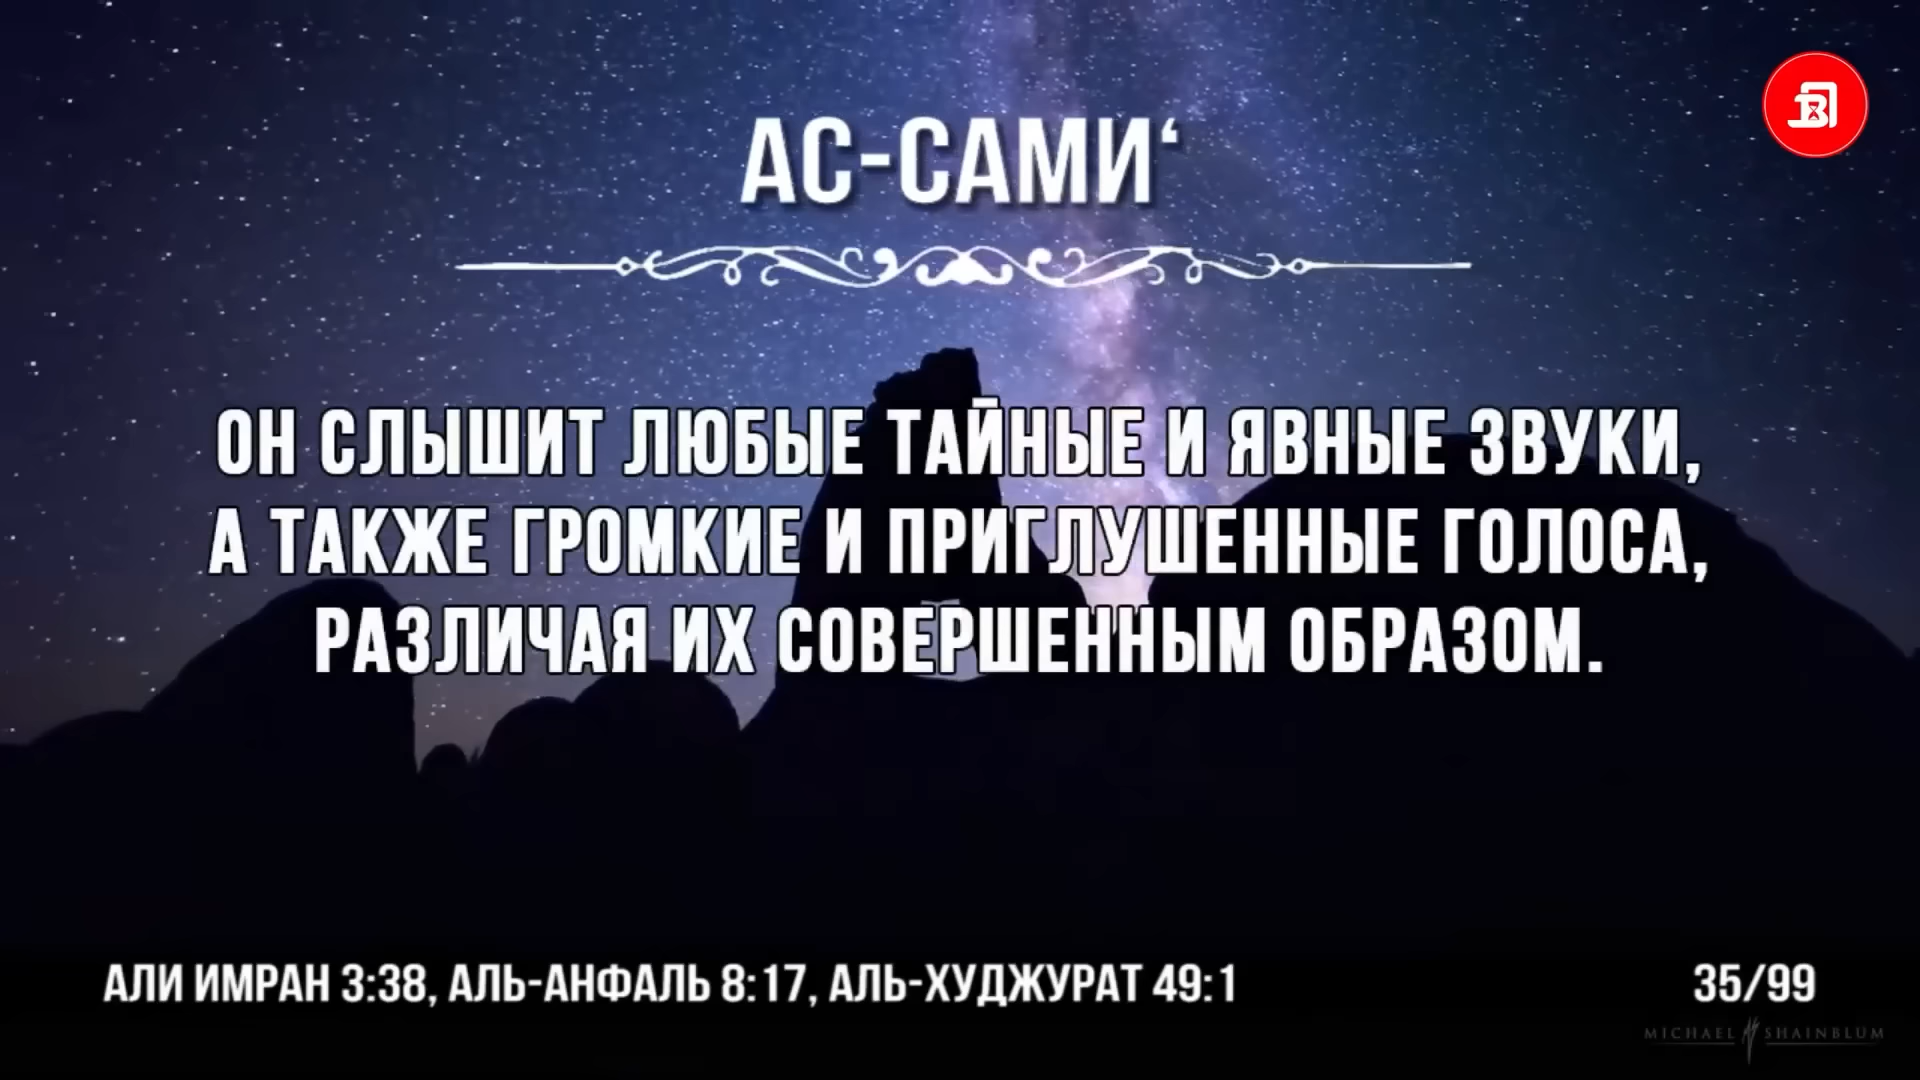 АС-САМИ‘
ОН СЛЫШИТ ЛЮБЫЕ ТАЙНЫЕ И ЯВНЫЕ ЗВУКИ,
А ТАКЖЕ ГРОМКИЕ И ПРИГЛУШЕННЫЕ ГОЛОСА,
РАЗЛИЧАЯ ИХ СОВЕРШЕННЫМ ОБРАЗОМ.
АЛИ ИМРАН 3:38, АЛЬ-АНФАЛЬ 8:17, АЛЬ-ХУДЖУРАТ 49:1
35/99
MICHAEL SHAINBLUM